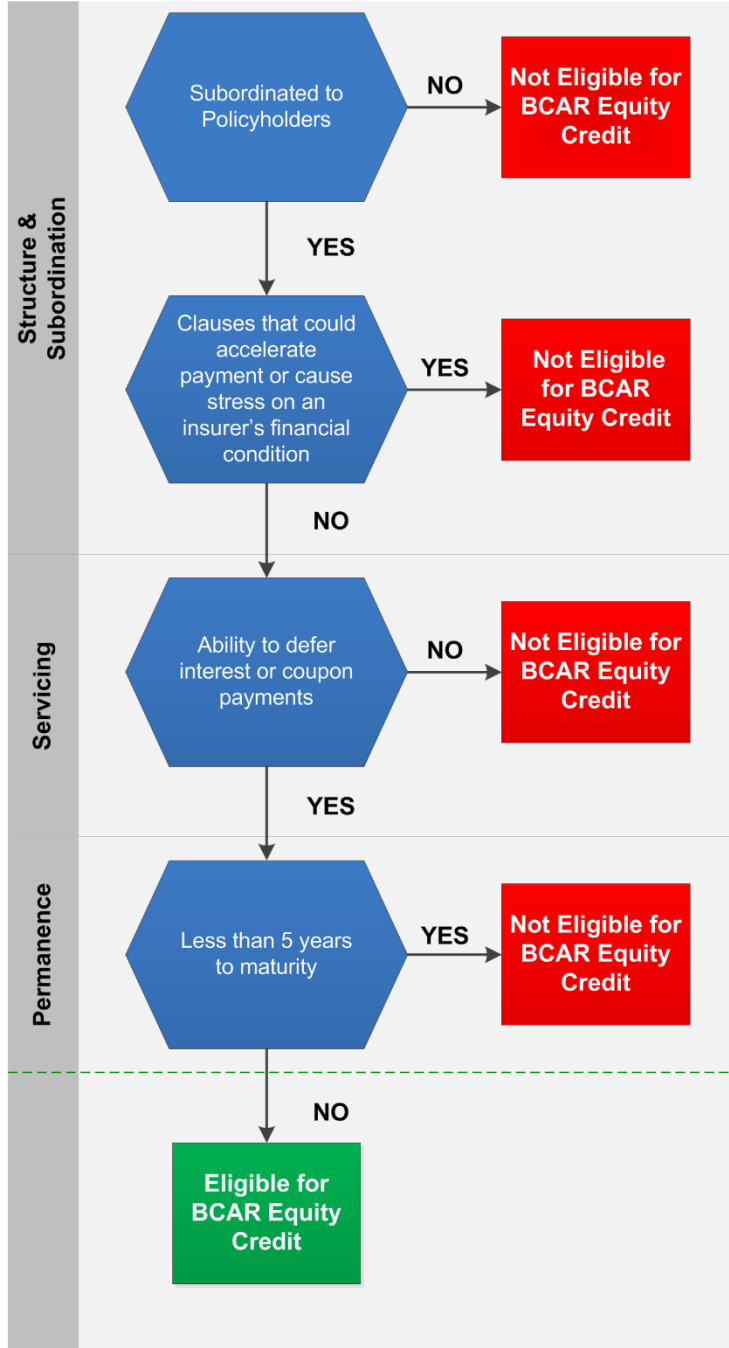 Structure &
Subordination
Subordinated to
Policyholders
NO
Not Eligible for
BCAR Equity
Credit
YES
Clauses that could
accelerate
payment or cause
stress on an
insurer’s financial
condition
YES
Not Eligible
for BCAR
Equity Credit
NO
Servicing
Ability to defer
interest or coupon
payments
NO
Not Eligible for
BCAR Equity
Credit
YES
Permanence
Less than 5 years
to maturity
YES
Not Eligible for
BCAR Equity
Credit
NO
Eligible for
BCAR Equity
Credit